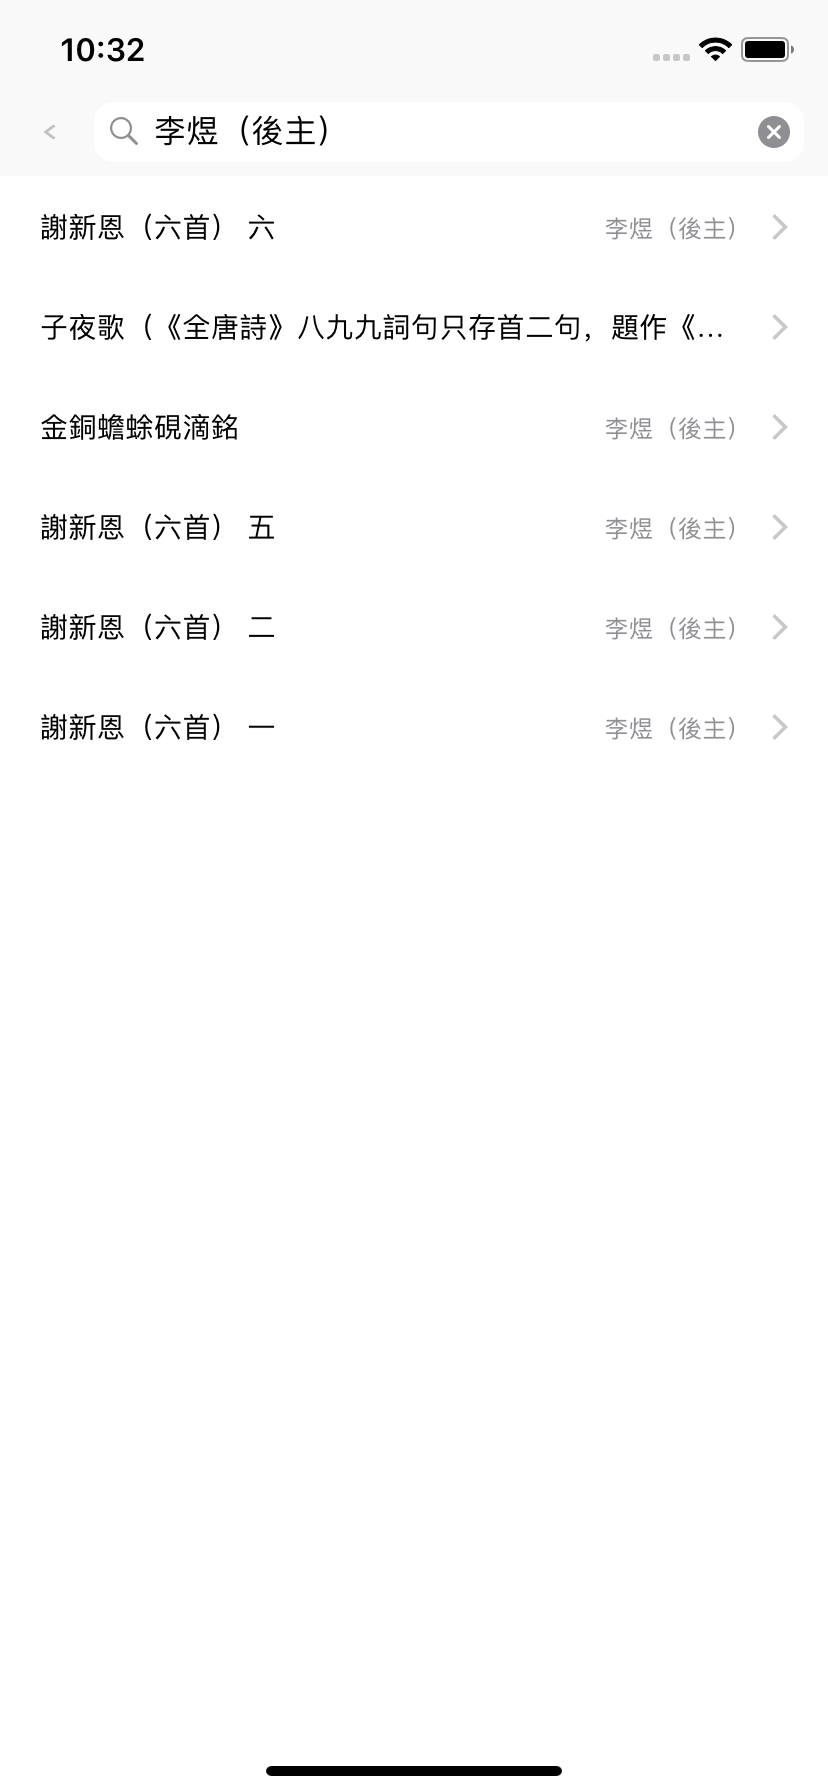 10:32
李煜（後主）
謝新恩（六首） 六 李煜（後主）
子夜歌（《全唐詩》八九九詞句只存首二句，題作《...
金銅蟾蜍硯滴銘 李煜（後主）
謝新恩（六首） 五 李煜（後主）
謝新恩（六首） 二 李煜（後主）
謝新恩（六首） 一 李煜（後主）